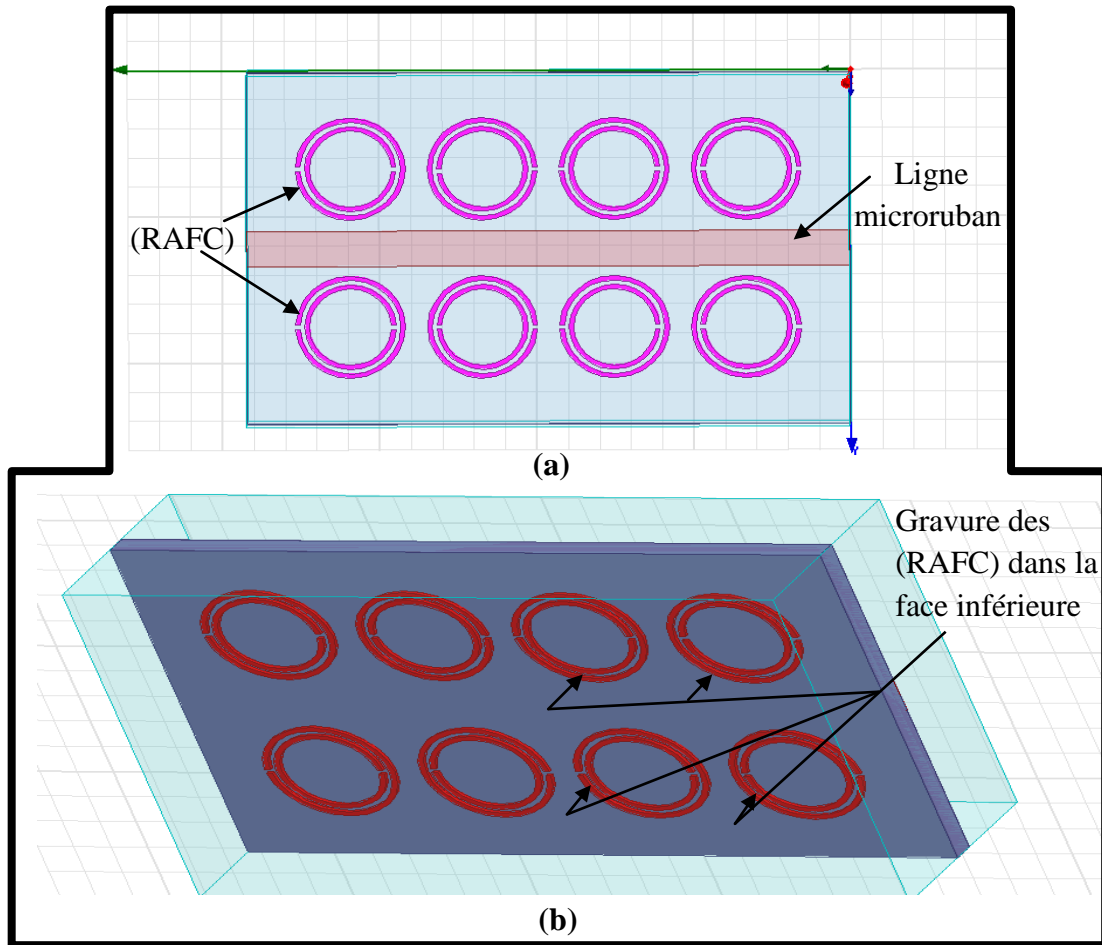 (RAFC)
Ligne
microruban
(a)
Gravure des
(RAFC) dans la
face inférieure
(b)